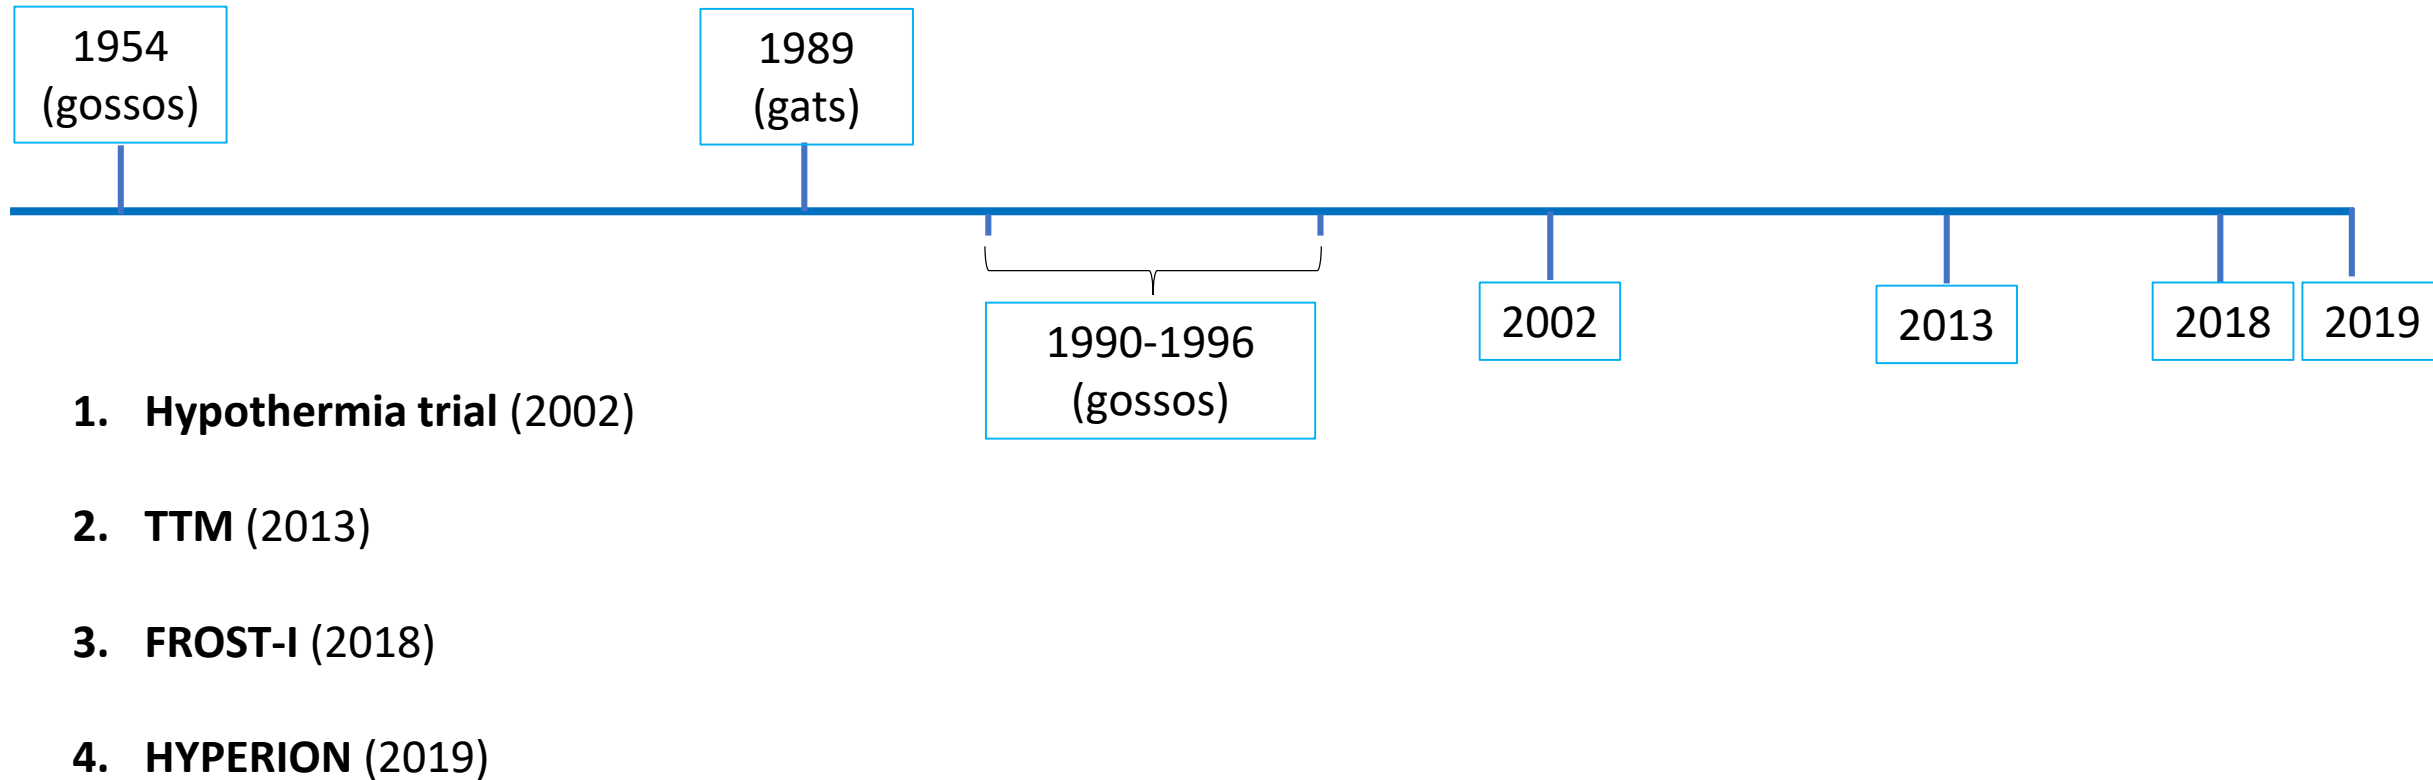 1954
(gossos)
1989
(gats)
1990-1996
(gossos)
2002
2013
2018
2019
1. Hypothermia trial (2002)
2. TTM (2013)
3. FROST-I (2018)
4. HYPERION (2019)